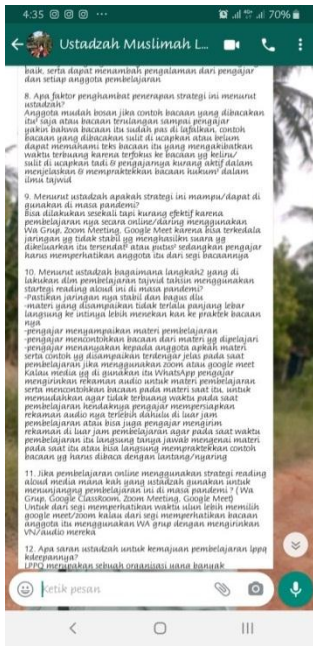 4:35
70%
Ustadzah Muslimah L...
baik, serta dapat menambah pengalaman dari pengajar
dan setiap anggota pembelajaran
8. Apa faktor penghambat penerapan strategi ini menurut
ustadzah?
Anggota mudah bosan jika contoh bacaan yang dibacakan
itu² saja atau bacaan terulangan sampai pengajar
yakin bahwa bacaan itu sudah pas di lafalkan, contoh
bacaan yang dibacakan sulit di ucapkan atau belum
dapat memahami teks bacaan itu yang mengakibatkan
waktu terbuang karena terfokus ke bacaan yg keliru/
sulit di ucapkan tadi & pengajarnya kurang aktif dalam
menjelaskan & mempraktekkan bacaan hukum² dalam
ilmu tajwid
9. Menurut ustadzah apakah strategi ini mampu/dapat di
gunakan di masa pandemi?
Bisa dilakukan sesekali tapi kurang efektif karena
pembelajaran nya secara online/daring menggunakan
WA Grup, Zoom Meeting, Google Meet karena bisa terkendala
jaringan yg tidak stabil yg menghasilkn suara yg
dikeluarkan itu tersendat² atau putus² sedangkan pengajar
harus memperhatikan anggota itu dari segi bacaannya
10. Menurut ustadzah bagaimana langkah2 yang di
lakukan dlm pembelajaran tajwid tahsin menggunakan
startegi reading aloud ini di masa pandemi?
-Pastikan jaringan nya stabil dan bagus dlu
-materi yang disampaikan tidak terlalu panjang lebar
langsung ke intinya lebih menekan kan ke praktek bacaan
nya
-pengajar menyampaikan materi pembelajaran
-pengajar mencontohkan bacaan dari materi yg dipelajari
-pengajar menanyakan kepada anggota apkah materi
serta contoh yg disampaikan terdengar jelas pada saat
pembelajaran jika menggunakan zoom atau google meet
Kalau media yg di gunakan itu WhatsApp pengajar
mengirinkan rekaman audio untuk materi pembelajaran
serta mencontohkan bacaan pada materi saat itu, untuk
memudahkan agar tidak terbuang waktu pada saat
pembelajaran hendaknya pengajar mempersiapkan
rekaman audio nya terlebih dahulu di luar jam
pembelajaran atau bisa juga pengajar mengirim
rekaman di luar jam pembelajaran agar pada saat waktu
pembelajaran itu langsung tanya jawab mengenai materi
pada saat itu atau bisa langsung mempraktekkan contoh
bacaan yg harus dibaca dengan lantang/nyaring
11. Jika pembelajaran online menggunakan strategi reading
aloud media mana kah yang ustadzah gunakan untuk
menunjaging pembelajaran ini di masa pandemi ? ( Wa
Grup, Google ClassRoom, Zoom Meeting, Google Meet)
Untuk dari segi memperhatikan waktu ulun lebih memilih
google meet/zoom kalau dari segi memperhatikan bacaan
anggota itu menggunakan WA grup dengan mengirinkan
VN/audio mereka
12. Apa saran ustadzah untuk kemajuan pembelajaran lppq
kdeepannya?
LPPQ merupakan sebuah organisasi yang banyak
Ketik pesan